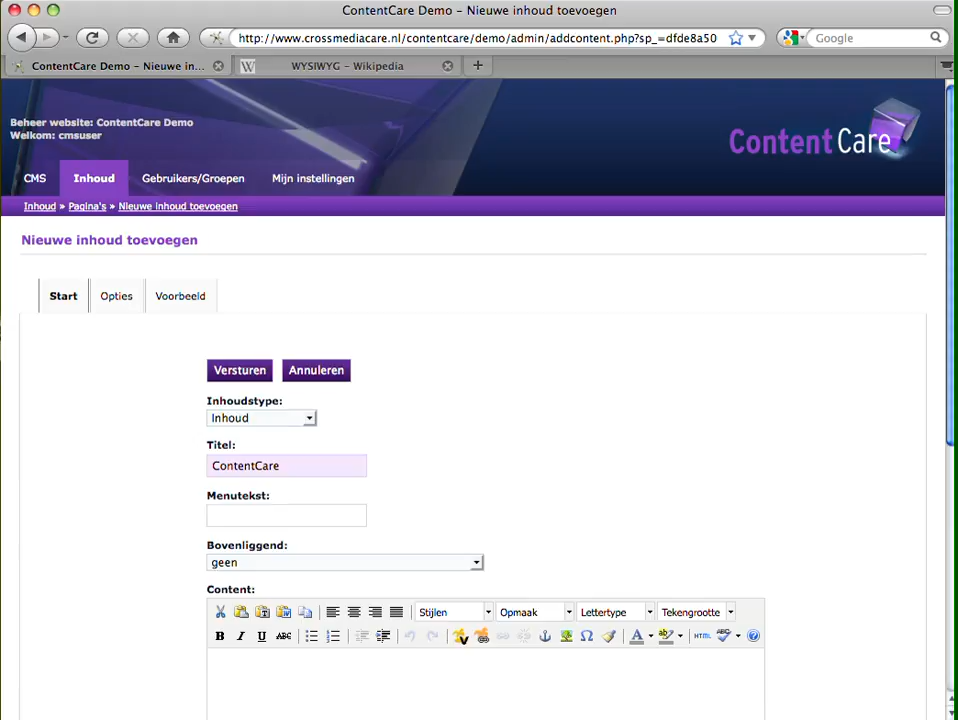 ContentCare Demo - Nieuwe inhoud toevoegen
http://www.crossmediacare.nl/contentcare/demo/admin/addcontent.php?sp_=dfde8a50
Google
ContentCare Demo - Nieuwe in...
WYSIWYG - Wikipedia
Beheer website: ContentCare Demo
Welkom: cmsuser
ContentCare
CMS Inhoud Gebruikers/Groepen Mijn instellingen
Inhoud » Pagina's » Nieuwe inhoud toevoegen
Nieuwe inhoud toevoegen
Start Opties Voorbeeld
Versturen Annuleren
Inhoudstype:
Inhoud
Titel:
ContentCare
Menutekst:
Bovenliggend:
geen
Content:
Stijlen Opmaak Lettertype Tekengrootte
B I U ABC Ω A ab HTML ABC ?